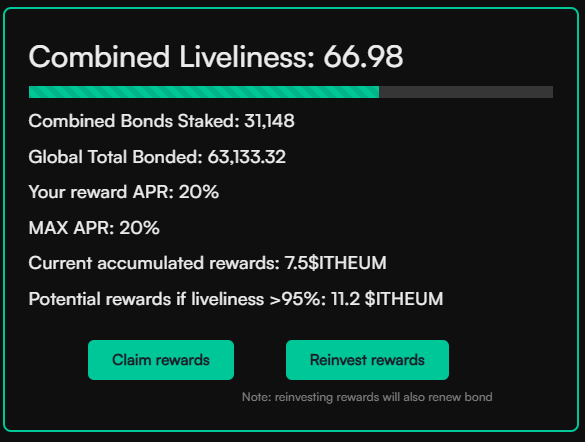 Combined Liveliness: 66.98
Combined Bonds Staked: 31,148
Global Total Bonded: 63,133.32
Your reward APR: 20%
MAX APR: 20%
Current accumulated rewards: 7.5$ITHEUM
Potential rewards if liveliness >95%: 11.2 $ITHEUM
Claim rewards
Reinvest rewards
Note: reinvesting rewards will also renew bond